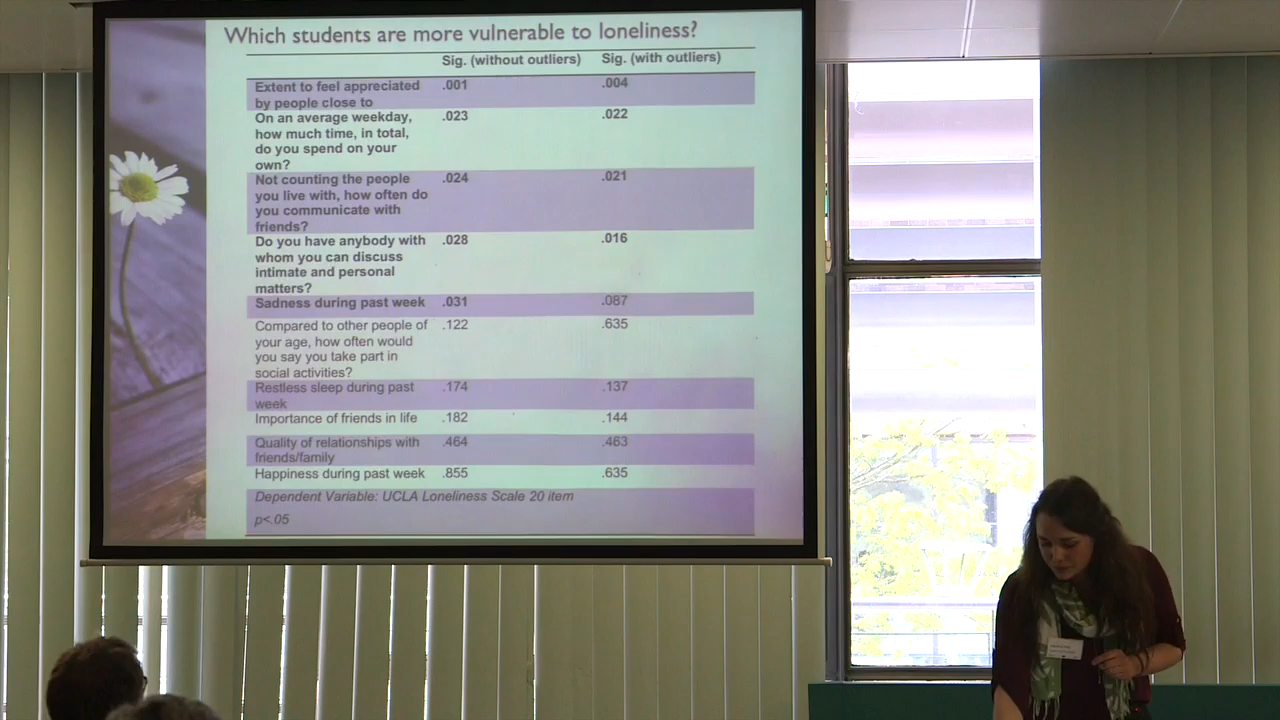 Which students are more vulnerable to loneliness?
Sig. (without outliers) Sig. (with outliers)
Extent to feel appreciated .001 .004
by people close to
On an average weekday, .023 .022
how much time, in total,
do you spend on your
own?
Not counting the people .024 .021
you live with, how often do
you communicate with
friends?
Do you have anybody with .028 .016
whom you can discuss
intimate and personal
matters?
Sadness during past week .031 .087
Compared to other people of .122 .635
your age, how often would
you say you take part in
social activities?
Restless sleep during past .174 .137
week
Importance of friends in life .182 .144
Quality of relationships with .464 .463
friends/family
Happiness during past week .855 .635
Dependent Variable: UCLA Loneliness Scale 20 item
p<.05